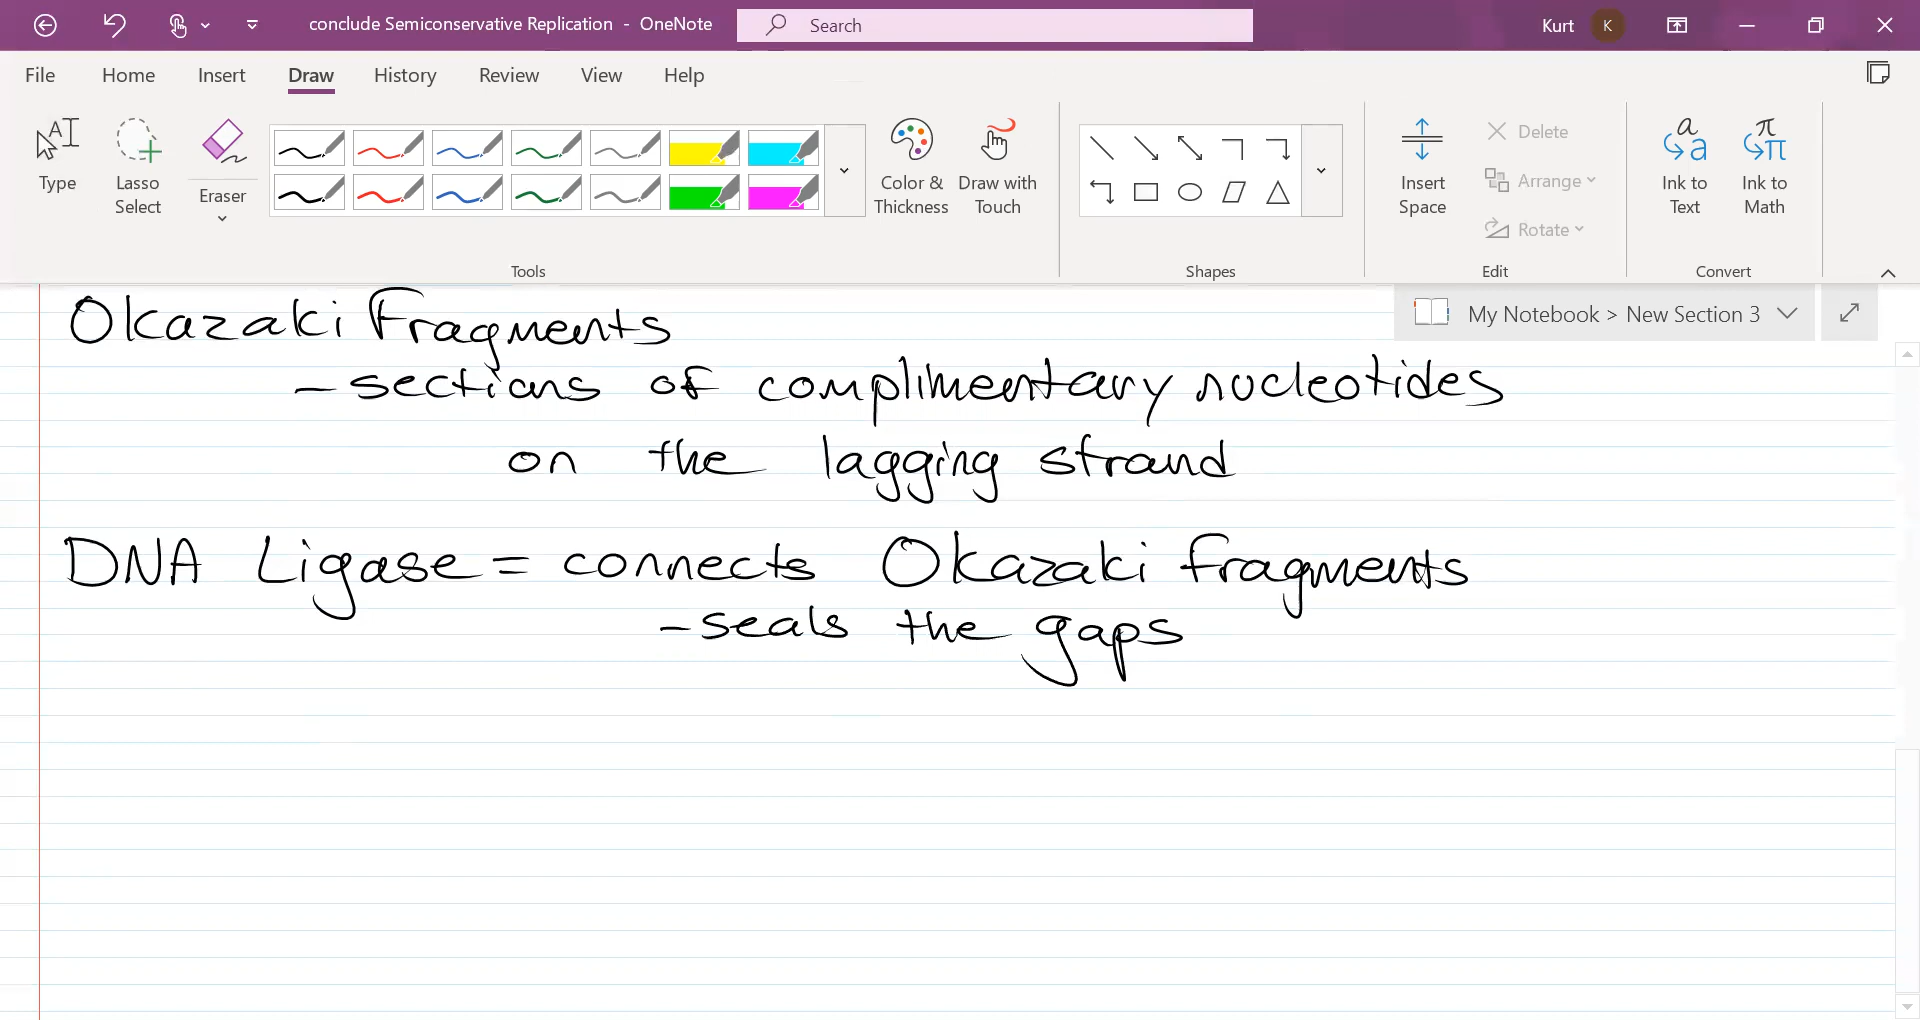 conclude Semiconservative Replication - OneNote
Search
Kurt K
File Home Insert Draw History Review View Help
Type
Lasso Select
Eraser
Color & Thickness
Draw with Touch
Insert Space
Delete
Arrange
Rotate
Ink to Text
Ink to Math
Tools Shapes Edit Convert
My Notebook > New Section 3
Okazaki Fragments
- sections of complimentary nucleotides
on the lagging strand
DNA Ligase = connects Okazaki fragments
- seals the gaps